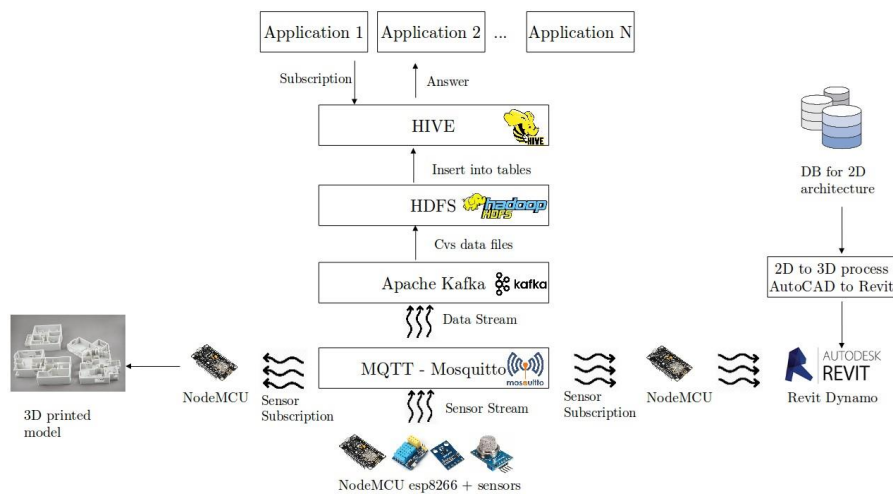 Application 1
Application 2
...
Application N
Subscription
Answer
HIVE
HIVE
Insert into tables
HDFS
hadoop
HDFS
Cvs data files
Apache Kafka
kafka
Data Stream
MQTT - Mosquitto
mosquitto
Sensor Stream
NodeMCU esp8266 + sensors
NodeMCU
Sensor
Subscription
3D printed
model
Sensor
Subscription
NodeMCU
DB for 2D
architecture
2D to 3D process
AutoCAD to Revit
AUTODESK
REVIT
Revit Dynamo